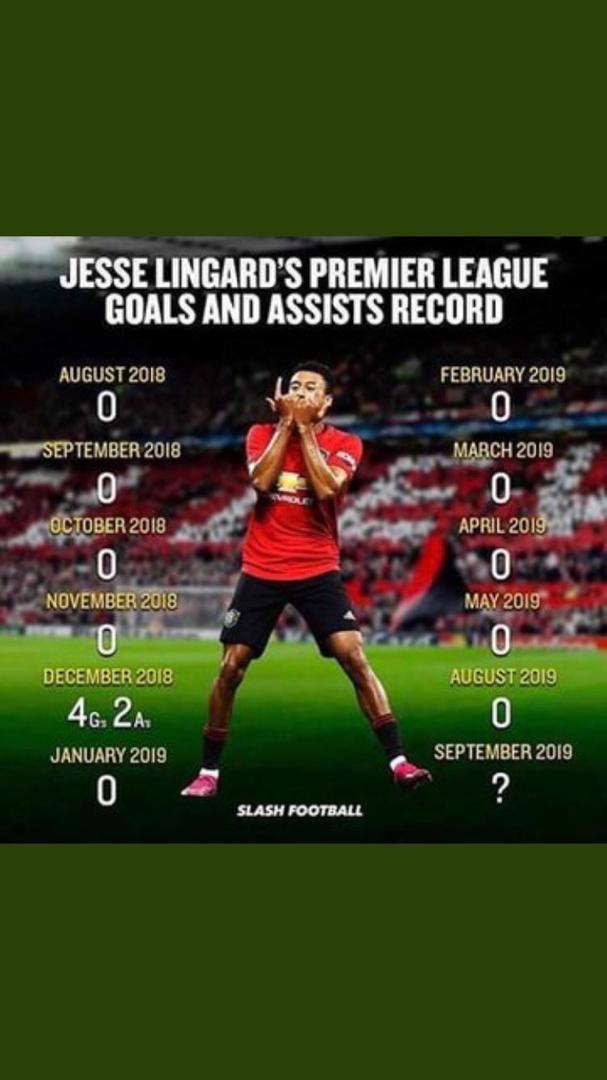 JESSE LINGARD'S PREMIER LEAGUE
GOALS AND ASSISTS RECORD
AUGUST 2018
0
SEPTEMBER 2018
0
OCTOBER 2018
0
NOVEMBER 2018
0
DECEMBER 2018
4Gs 2As
JANUARY 2019
0
FEBRUARY 2019
0
MARCH 2019
0
APRIL 2019
0
MAY 2019
0
AUGUST 2019
0
SEPTEMBER 2019
?
CHEVROLET
SLASH FOOTBALL